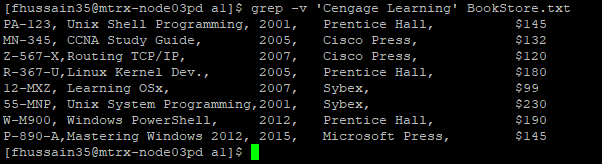 [fhussain35@mtrx-node03pd a1]$ grep -v 'Cengage Learning' BookStore.txt
PA-123, Unix Shell Programming, 2001, Prentice Hall, $145
MN-345, CCNA Study Guide, 2005, Cisco Press, $132
Z-567-X,Routing TCP/IP, 2007, Cisco Press, $120
R-367-U,Linux Kernel Dev., 2005, Prentice Hall, $180
12-MXZ, Learning OSx, 2007, Sybex, $99
55-MNP, Unix System Programming,2001, Sybex, $230
W-M900, Windows PowerShell, 2012, Prentice Hall, $190
P-890-A,Mastering Windows 2012, 2015, Microsoft Press, $145
[fhussain35@mtrx-node03pd a1]$